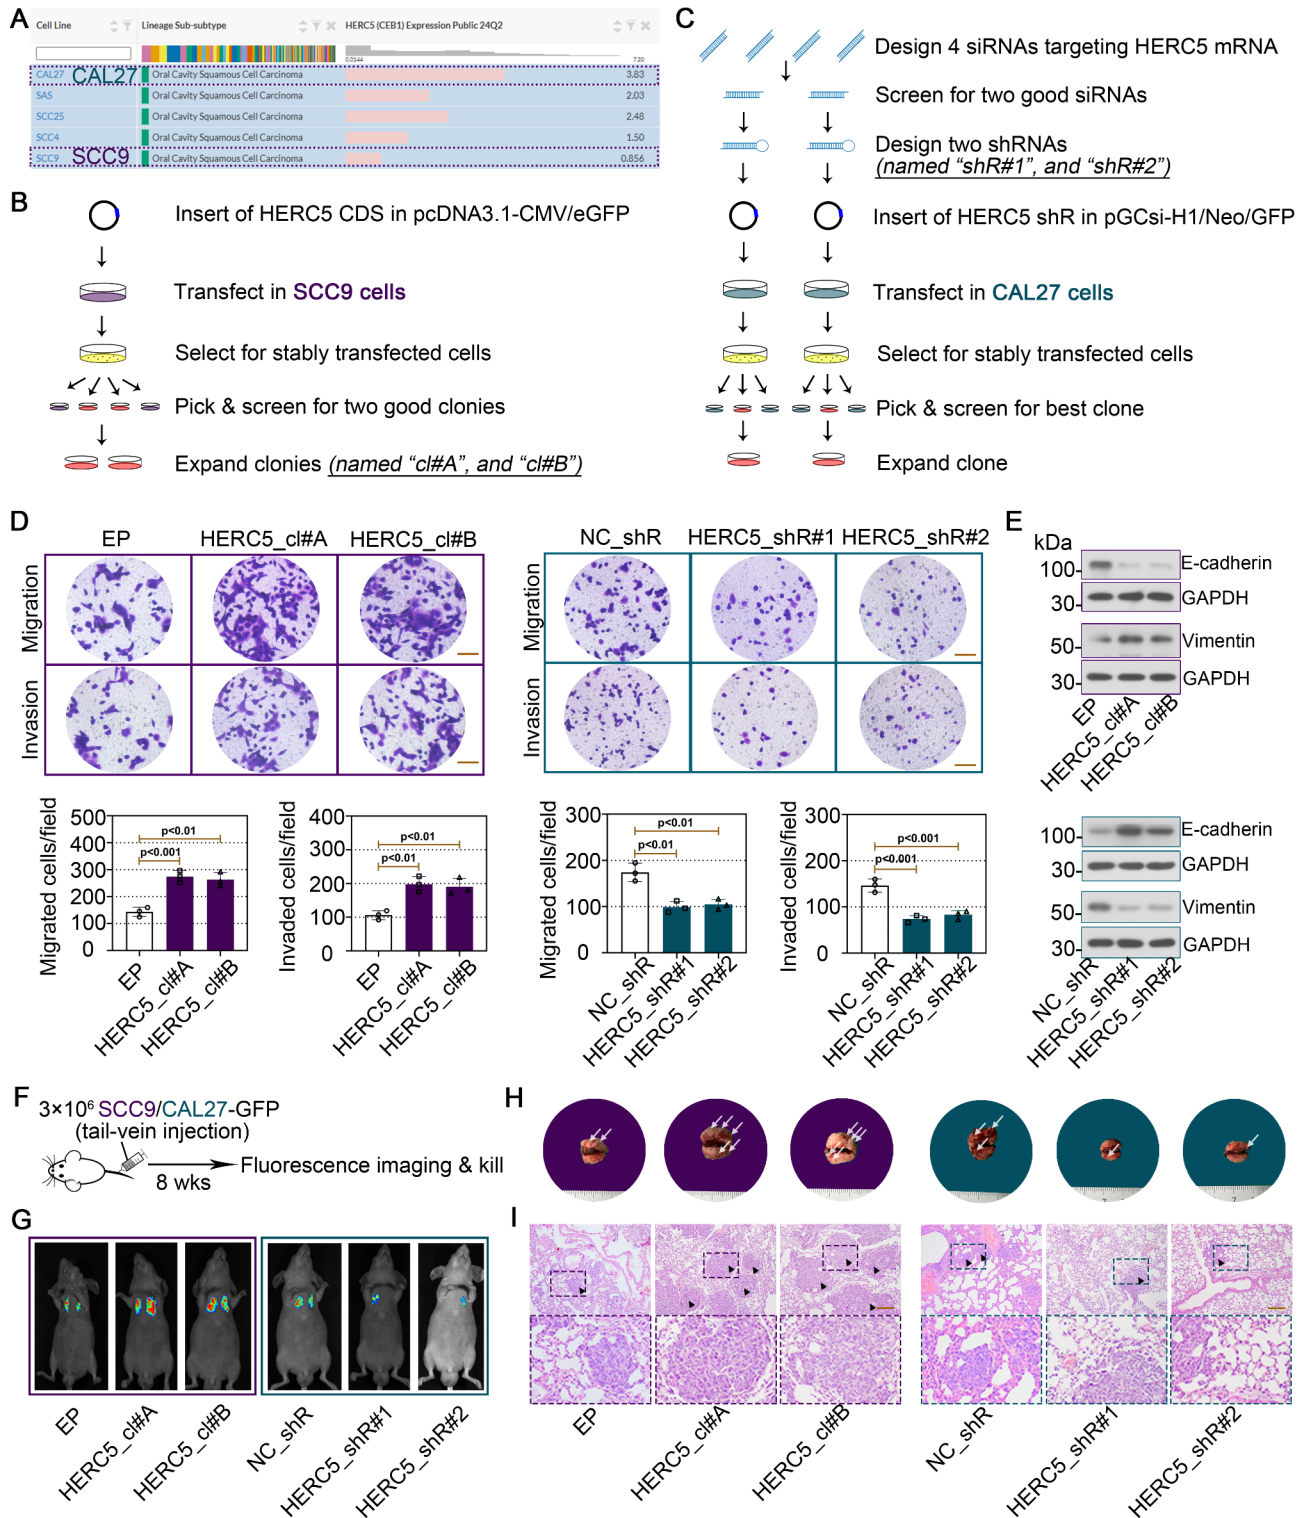 A
Cell Line
Lineage Sub-subtype
HERC5 (CEB1) Expression Public 24Q2
0.0144
7.20
CAL27
CAL27
Oral Cavity Squamous Cell Carcinoma
3.83
SAS
Oral Cavity Squamous Cell Carcinoma
2.03
SCC25
Oral Cavity Squamous Cell Carcinoma
2.48
SCC4
Oral Cavity Squamous Cell Carcinoma
1.50
SCC9
SCC9
Oral Cavity Squamous Cell Carcinoma
0.856
B
Insert of HERC5 CDS in pcDNA3.1-CMV/eGFP
Transfect in SCC9 cells
Select for stably transfected cells
Pick & screen for two good clonies
Expand clonies (named “cl#A”, and “cl#B”)
C
Design 4 siRNAs targeting HERC5 mRNA
Screen for two good siRNAs
Design two shRNAs
(named “shR#1”, and “shR#2”)
Insert of HERC5 shR in pGCsi-H1/Neo/GFP
Transfect in CAL27 cells
Select for stably transfected cells
Pick & screen for best clone
Expand clone
D
EP
HERC5_cl#A
HERC5_cl#B
Migration
Invasion
NC_shR
HERC5_shR#1
HERC5_shR#2
Migration
Invasion
Migrated cells/field
500
400
300
200
100
0
p<0.01
p<0.001
EP
HERC5_cl#A
HERC5_cl#B
Invaded cells/field
400
300
200
100
0
p<0.01
p<0.01
EP
HERC5_cl#A
HERC5_cl#B
Migrated cells/field
300
200
100
0
p<0.01
p<0.01
NC_shR
HERC5_shR#1
HERC5_shR#2
Invaded cells/field
300
200
100
0
p<0.001
p<0.001
NC_shR
HERC5_shR#1
HERC5_shR#2
E
kDa
100
E-cadherin
30
GAPDH
50
Vimentin
30
GAPDH
EP
HERC5_cl#A
HERC5_cl#B
100
E-cadherin
30
GAPDH
50
Vimentin
30
GAPDH
NC_shR
HERC5_shR#1
HERC5_shR#2
F
3×10⁶ SCC9/CAL27-GFP
(tail-vein injection)
8 wks
Fluorescence imaging & kill
G
EP
HERC5_cl#A
HERC5_cl#B
NC_shR
HERC5_shR#1
HERC5_shR#2
H
I
EP
HERC5_cl#A
HERC5_cl#B
NC_shR
HERC5_shR#1
HERC5_shR#2